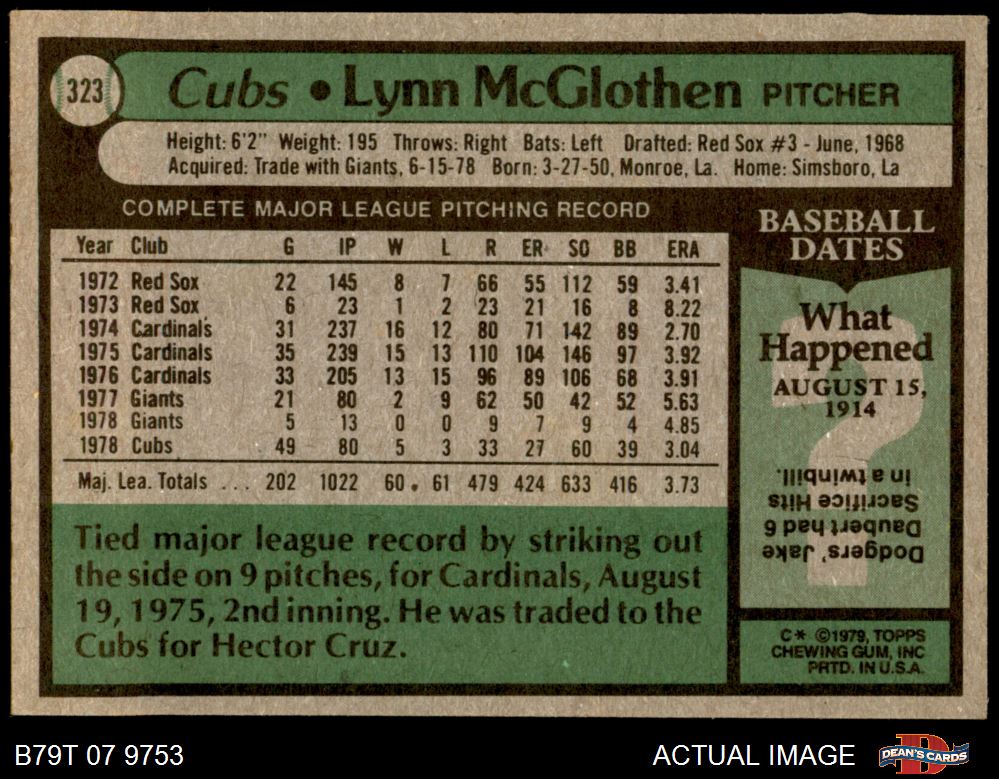 323
Cubs • Lynn McGlothen PITCHER
Height: 6'2" Weight: 195 Throws: Right Bats: Left Drafted: Red Sox #3 - June, 1968
Acquired: Trade with Giants, 6-15-78 Born: 3-27-50, Monroe, La. Home: Simsboro, La
COMPLETE MAJOR LEAGUE PITCHING RECORD
Year Club G IP W L R ER SO BB ERA
1972 Red Sox 22 145 8 7 66 55 112 59 3.41
1973 Red Sox 6 23 1 2 23 21 16 8 8.22
1974 Cardinals 31 237 16 12 80 71 142 89 2.70
1975 Cardinals 35 239 15 13 110 104 146 97 3.92
1976 Cardinals 33 205 13 15 96 89 106 68 3.91
1977 Giants 21 80 2 9 62 50 42 52 5.63
1978 Giants 5 13 0 0 9 7 9 4 4.85
1978 Cubs 49 80 5 3 33 27 60 39 3.04
Maj. Lea. Totals ... 202 1022 60 61 479 424 633 416 3.73
Tied major league record by striking out
the side on 9 pitches, for Cardinals, August
19, 1975, 2nd inning. He was traded to the
Cubs for Hector Cruz.
BASEBALL
DATES
What
Happened
AUGUST 15,
1914
?
Dodgers' Jake
Daubert had 6
Sacrifice Hits
in a twinbill.
C* ©1979, TOPPS
CHEWING GUM, INC
PRTD. IN U.S.A.
B79T 07 9753
ACTUAL IMAGE
D
DEAN'S CARDS